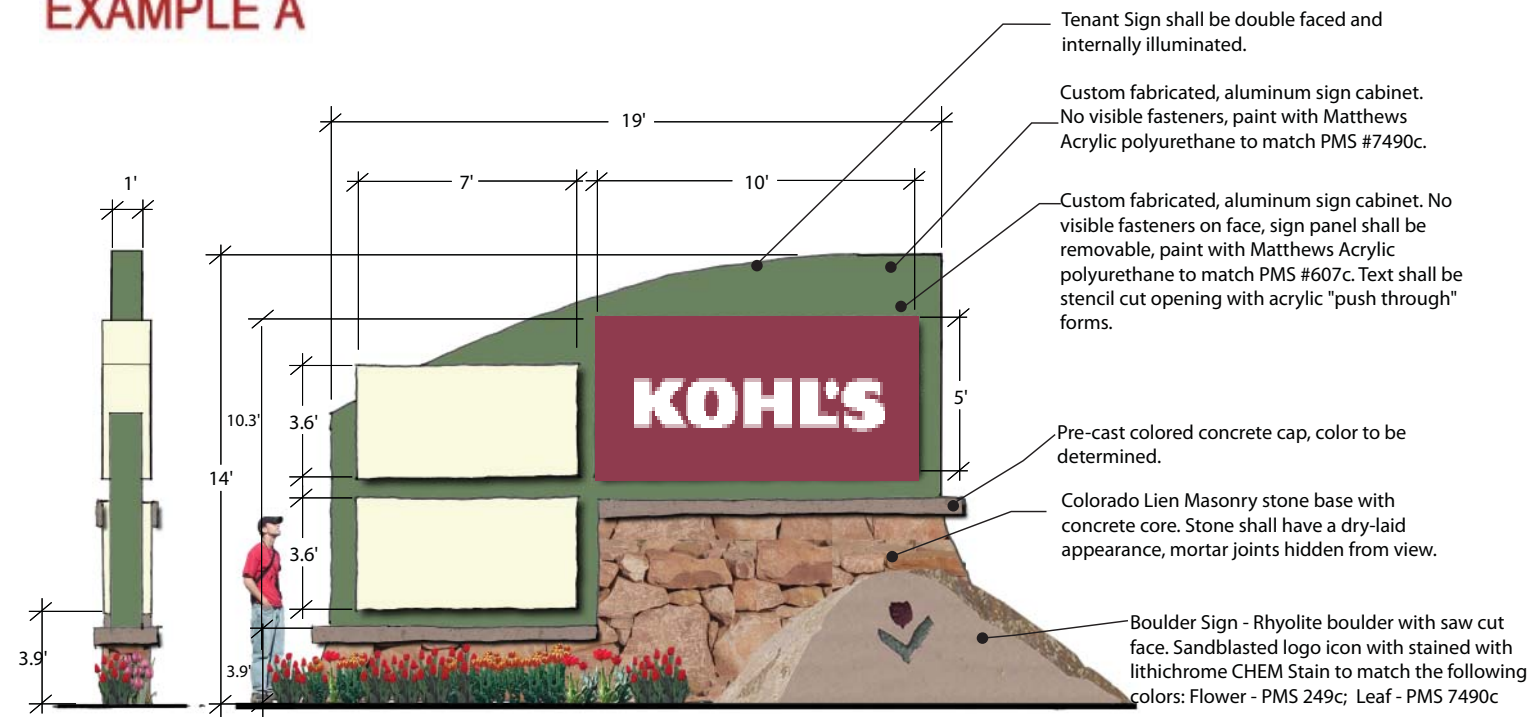 EXAMPLE A
Tenant Sign shall be double faced and
internally illuminated.
Custom fabricated, aluminum sign cabinet.
No visible fasteners, paint with Matthews
Acrylic polyurethane to match PMS #7490c.
Custom fabricated, aluminum sign cabinet. No
visible fasteners on face, sign panel shall be
removable, paint with Matthews Acrylic
polyurethane to match PMS #607c. Text shall be
stencil cut opening with acrylic "push through"
forms.
Pre-cast colored concrete cap, color to be
determined.
Colorado Lien Masonry stone base with
concrete core. Stone shall have a dry-laid
appearance, mortar joints hidden from view.
Boulder Sign - Rhyolite boulder with saw cut
face. Sandblasted logo icon with stained with
lithichrome CHEM Stain to match the following
colors: Flower - PMS 249c; Leaf - PMS 7490c
19'
1'
7'
10'
10.3'
3.6'
KOHL'S
5'
14'
3.6'
3.9'
3.9'